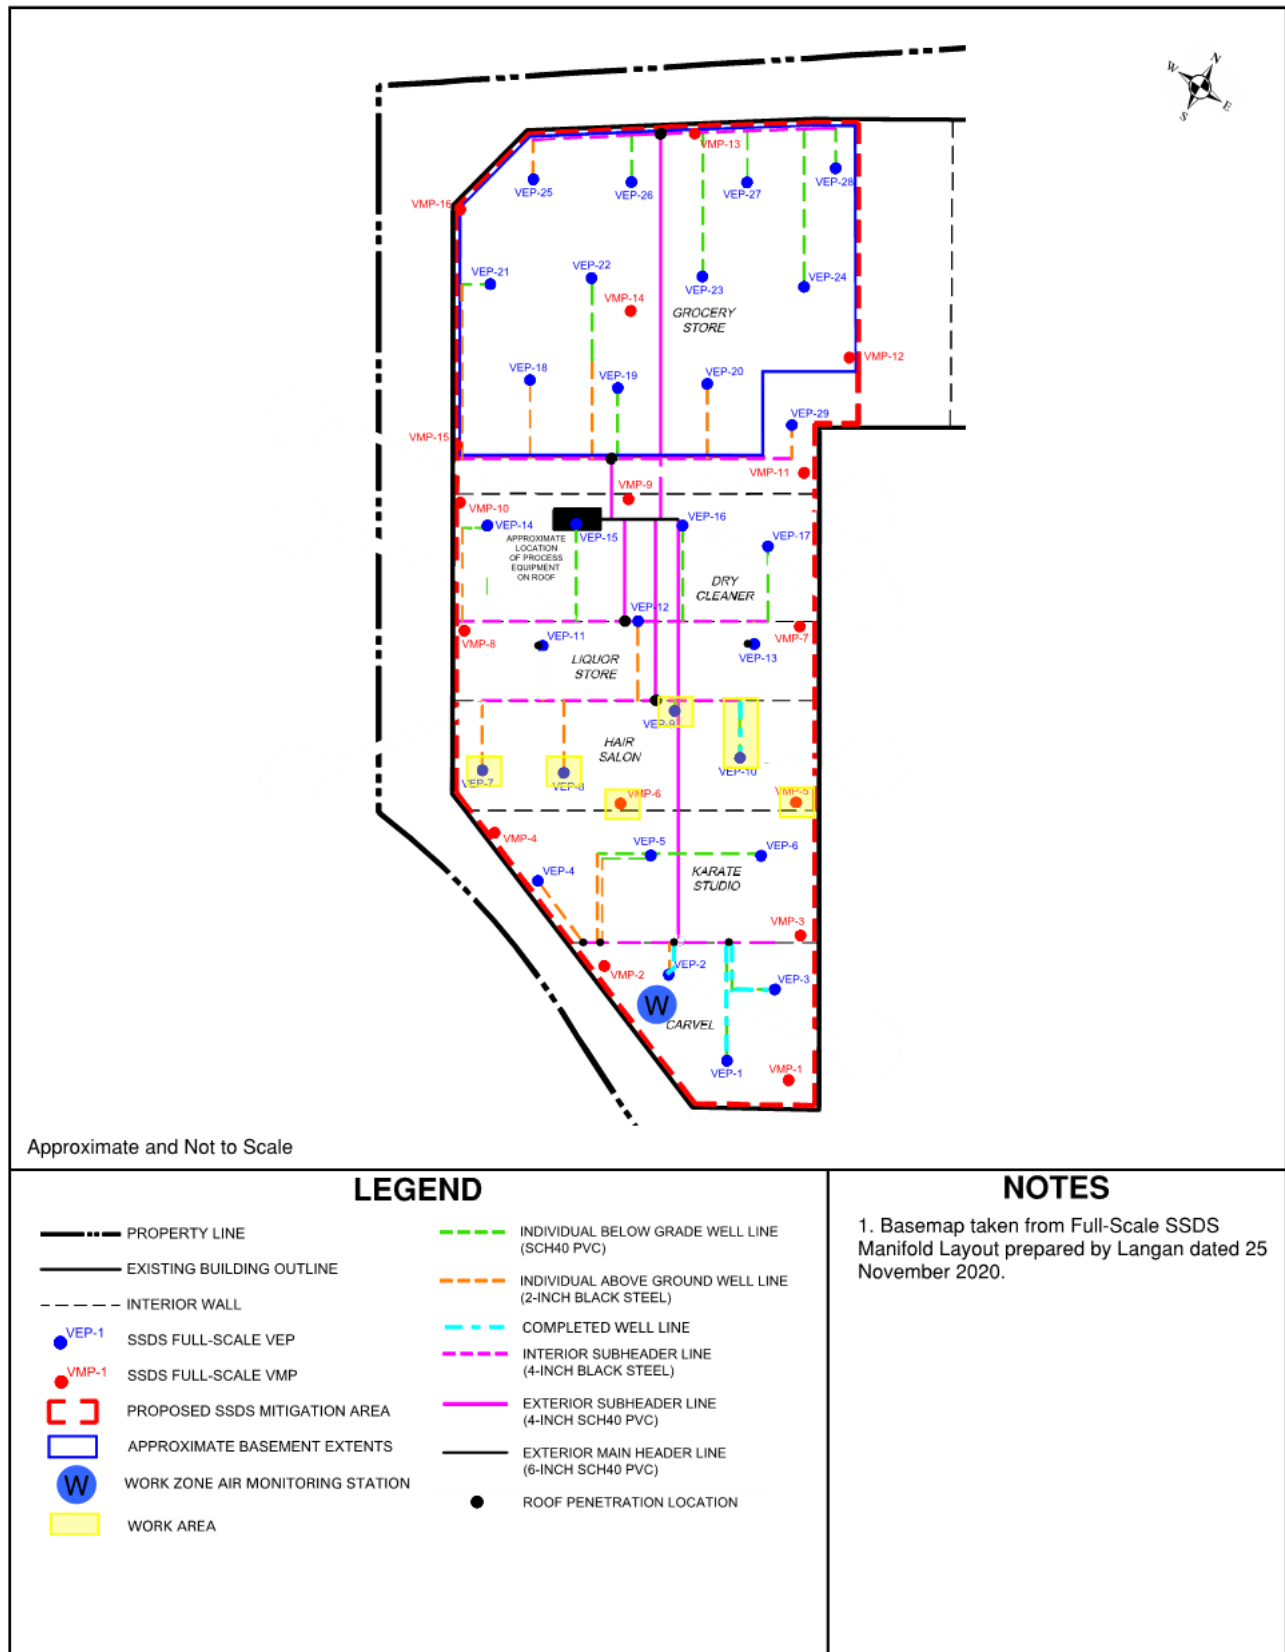 N
W
E
S
VMP-13
VEP-25
VEP-26
VEP-27
VEP-28
VMP-16
VEP-21
VEP-22
VEP-23
VEP-24
VMP-14
GROCERY
STORE
VMP-12
VEP-18
VEP-19
VEP-20
VEP-29
VMP-15
VMP-11
VMP-9
VMP-10
VEP-14
VEP-15
VEP-16
VEP-17
APPROXIMATE
LOCATION
OF PROCESS
EQUIPMENT
ON ROOF
DRY
CLEANER
VEP-12
VMP-8
VEP-11
VMP-7
VEP-13
LIQUOR
STORE
VEP-9
HAIR
SALON
VEP-10
VEP-7
VEP-8
VMP-6
VMP-5
VMP-4
VEP-5
VEP-6
VEP-4
KARATE
STUDIO
VMP-3
VMP-2
VEP-2
VEP-3
W
CARVEL
VEP-1
VMP-1
Approximate and Not to Scale
LEGEND
PROPERTY LINE
EXISTING BUILDING OUTLINE
INTERIOR WALL
VEP-1 SSDS FULL-SCALE VEP
VMP-1 SSDS FULL-SCALE VMP
PROPOSED SSDS MITIGATION AREA
APPROXIMATE BASEMENT EXTENTS
W WORK ZONE AIR MONITORING STATION
WORK AREA
INDIVIDUAL BELOW GRADE WELL LINE
(SCH40 PVC)
INDIVIDUAL ABOVE GROUND WELL LINE
(2-INCH BLACK STEEL)
COMPLETED WELL LINE
INTERIOR SUBHEADER LINE
(4-INCH BLACK STEEL)
EXTERIOR SUBHEADER LINE
(4-INCH SCH40 PVC)
EXTERIOR MAIN HEADER LINE
(6-INCH SCH40 PVC)
ROOF PENETRATION LOCATION
NOTES
1. Basemap taken from Full-Scale SSDS
Manifold Layout prepared by Langan dated 25
November 2020.